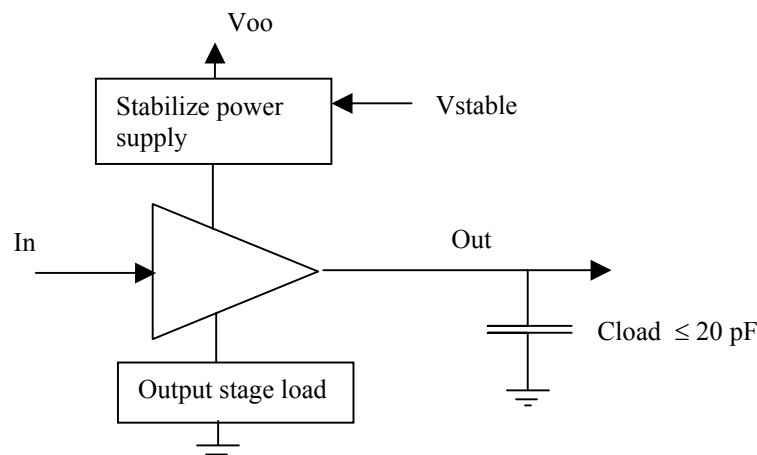 Voo
Stabilize power
supply
Vstable
In
Out
Cload ≤ 20 pF
Output stage load